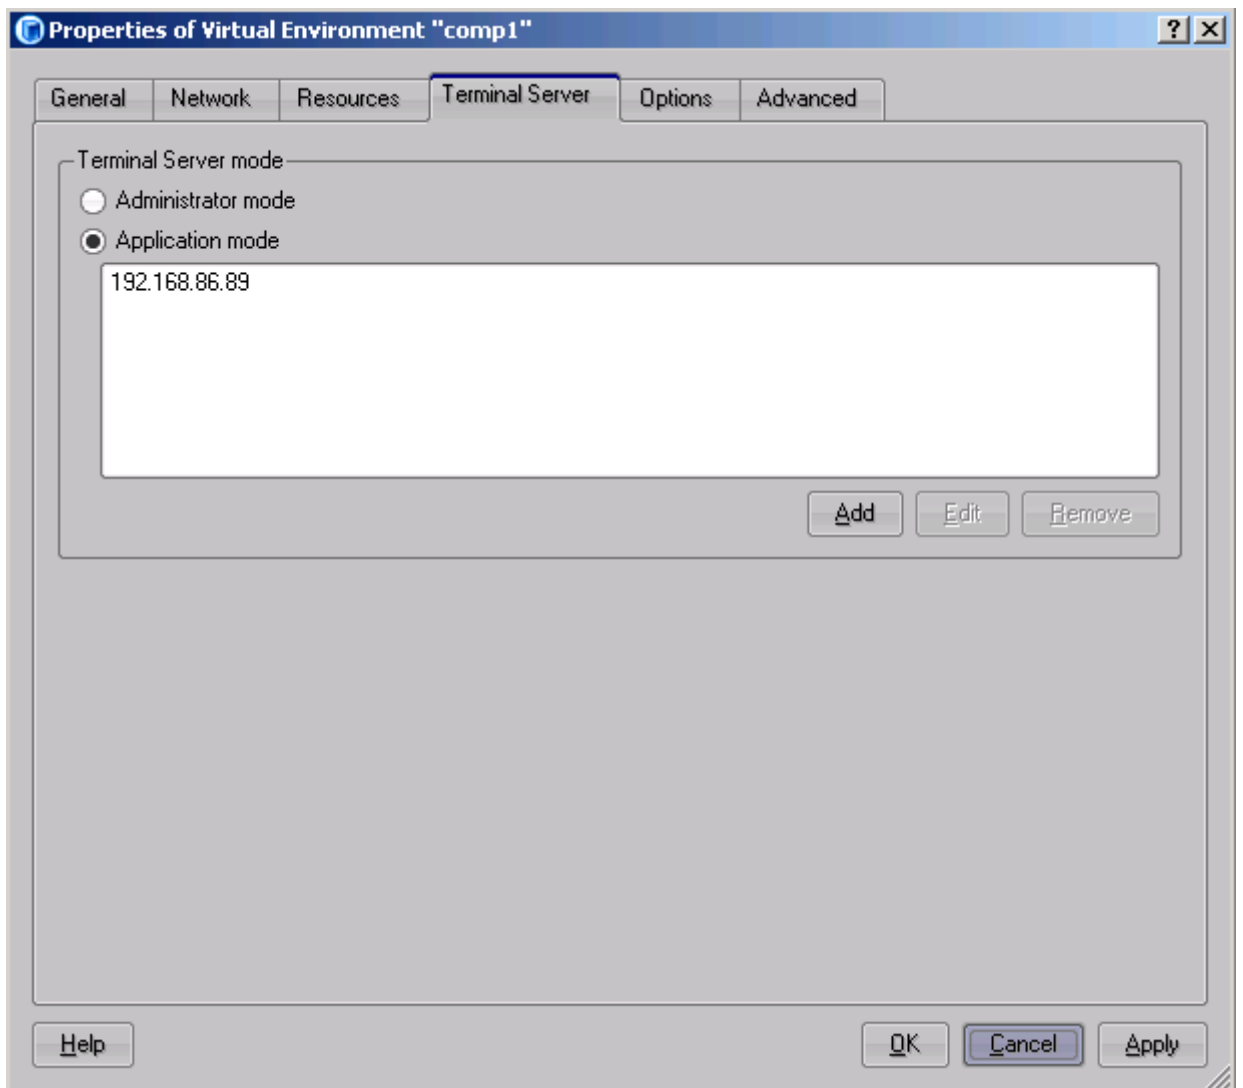 Properties of Virtual Environment "comp1"
General Network Resources Terminal Server Options Advanced
Terminal Server mode
Administrator mode
Application mode
192.168.86.89
Add Edit Remove
Help OK Cancel Apply